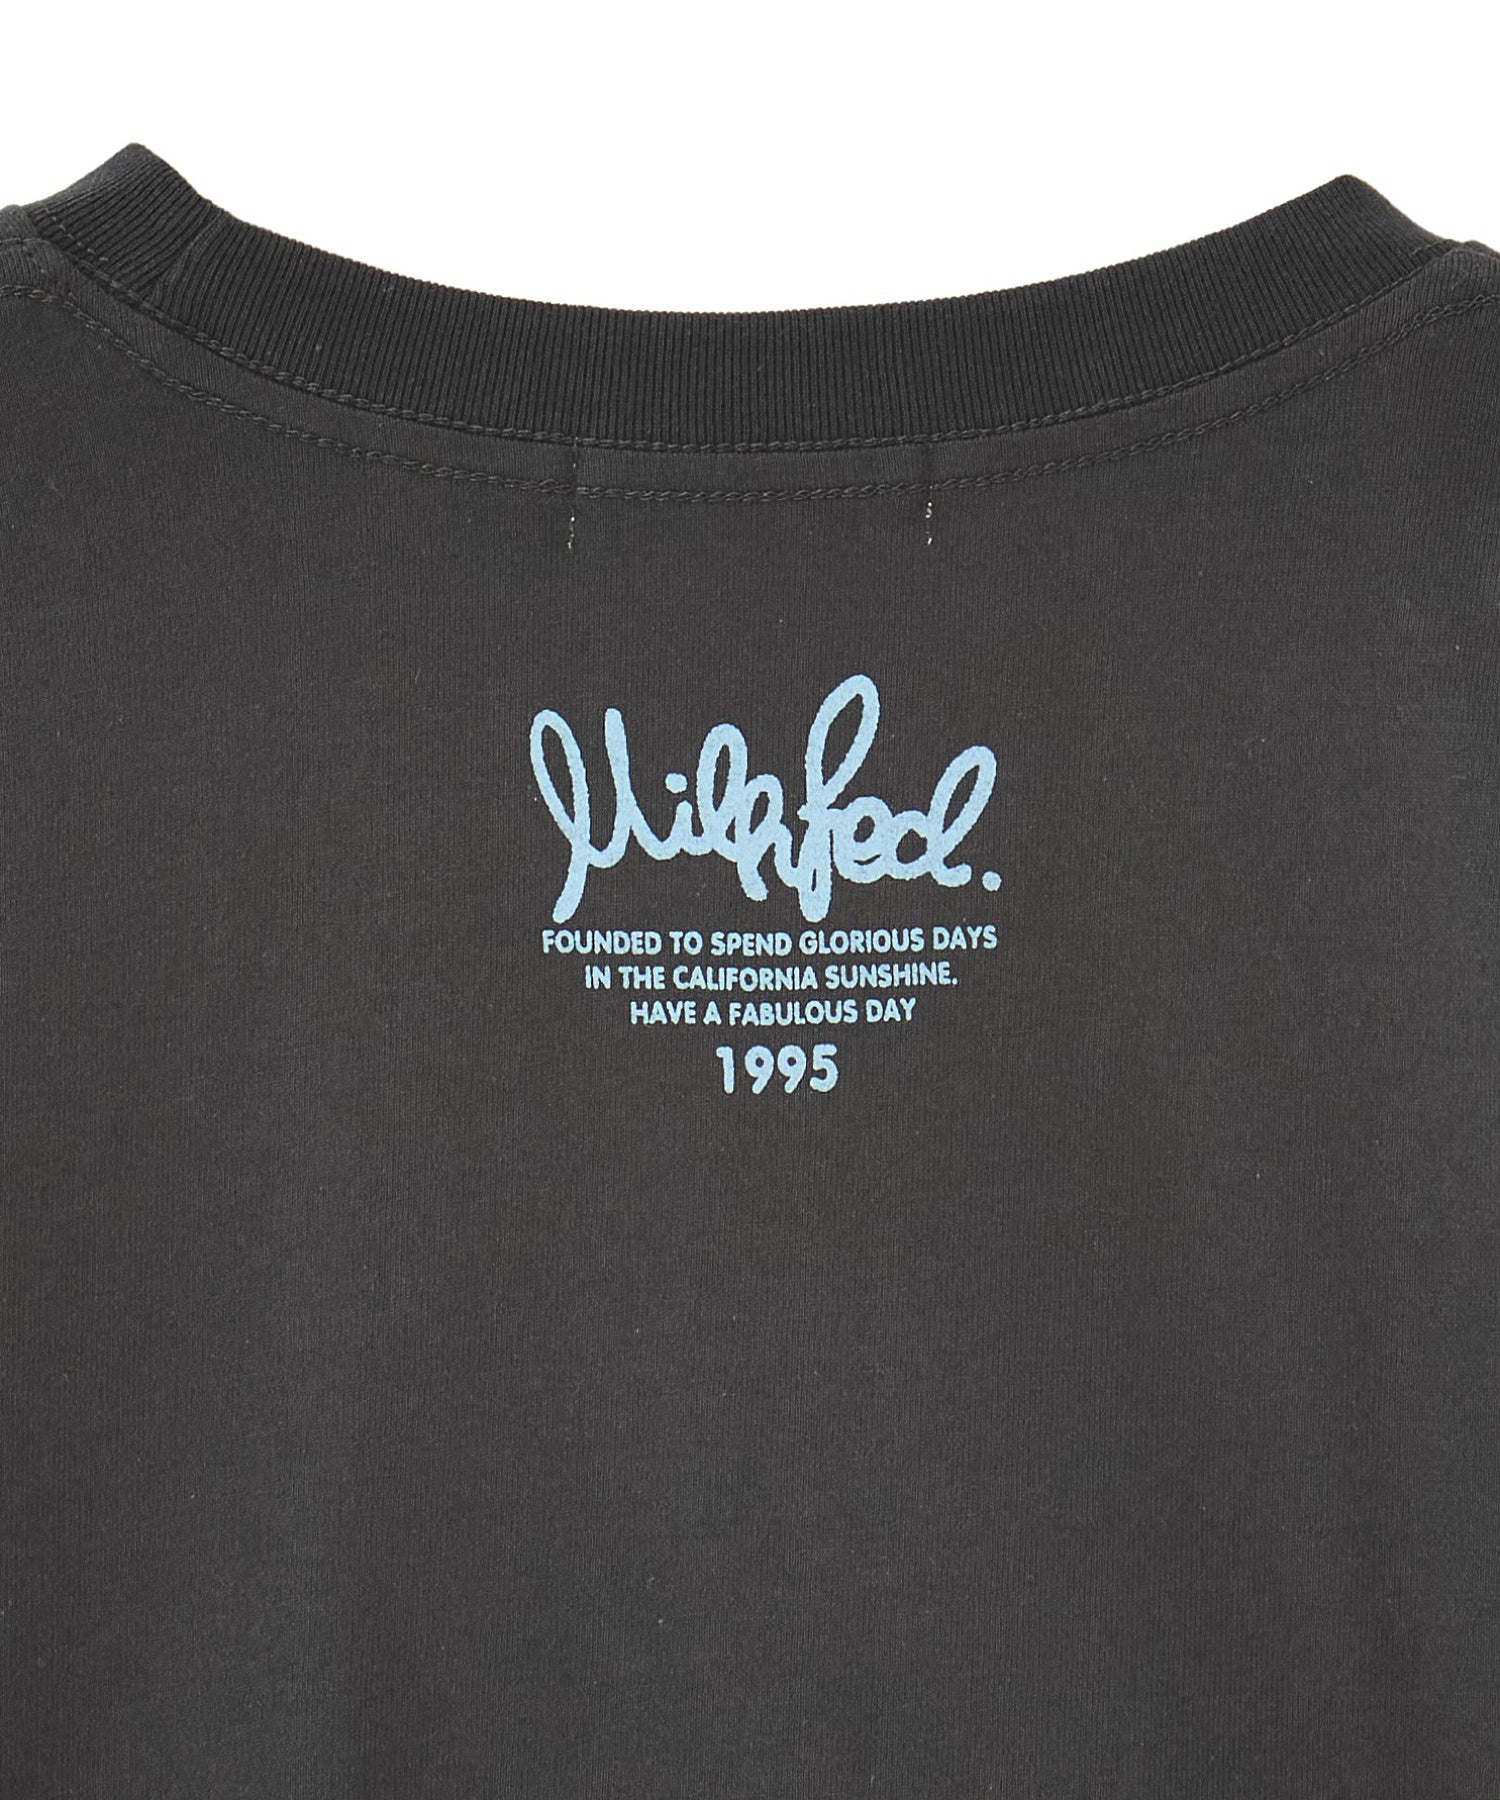 Milkfed.
FOUNDED TO SPEND GLORIOUS DAYS
IN THE CALIFORNIA SUNSHINE.
HAVE A FABULOUS DAY
1995